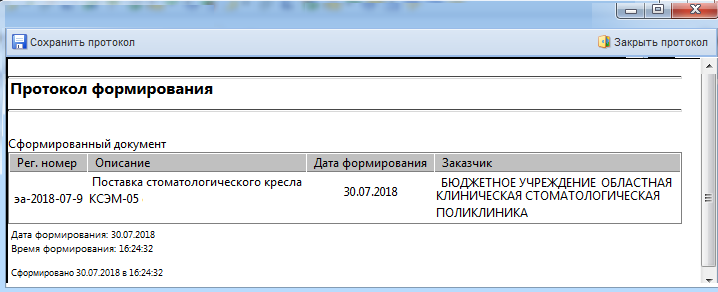 Сохранить протокол Закрыть протокол
Протокол формирования
Сформированный документ
Рег. номер Описание Дата формирования Заказчик
эа-2018-07-9 Поставка стоматологического кресла КСЭМ-05 30.07.2018 БЮДЖЕТНОЕ УЧРЕЖДЕНИЕ ОБЛАСТНАЯ
КЛИНИЧЕСКАЯ СТОМАТОЛОГИЧЕСКАЯ
ПОЛИКЛИНИКА
Дата формирования: 30.07.2018
Время формирования: 16:24:32
Сформировано 30.07.2018 в 16:24:32